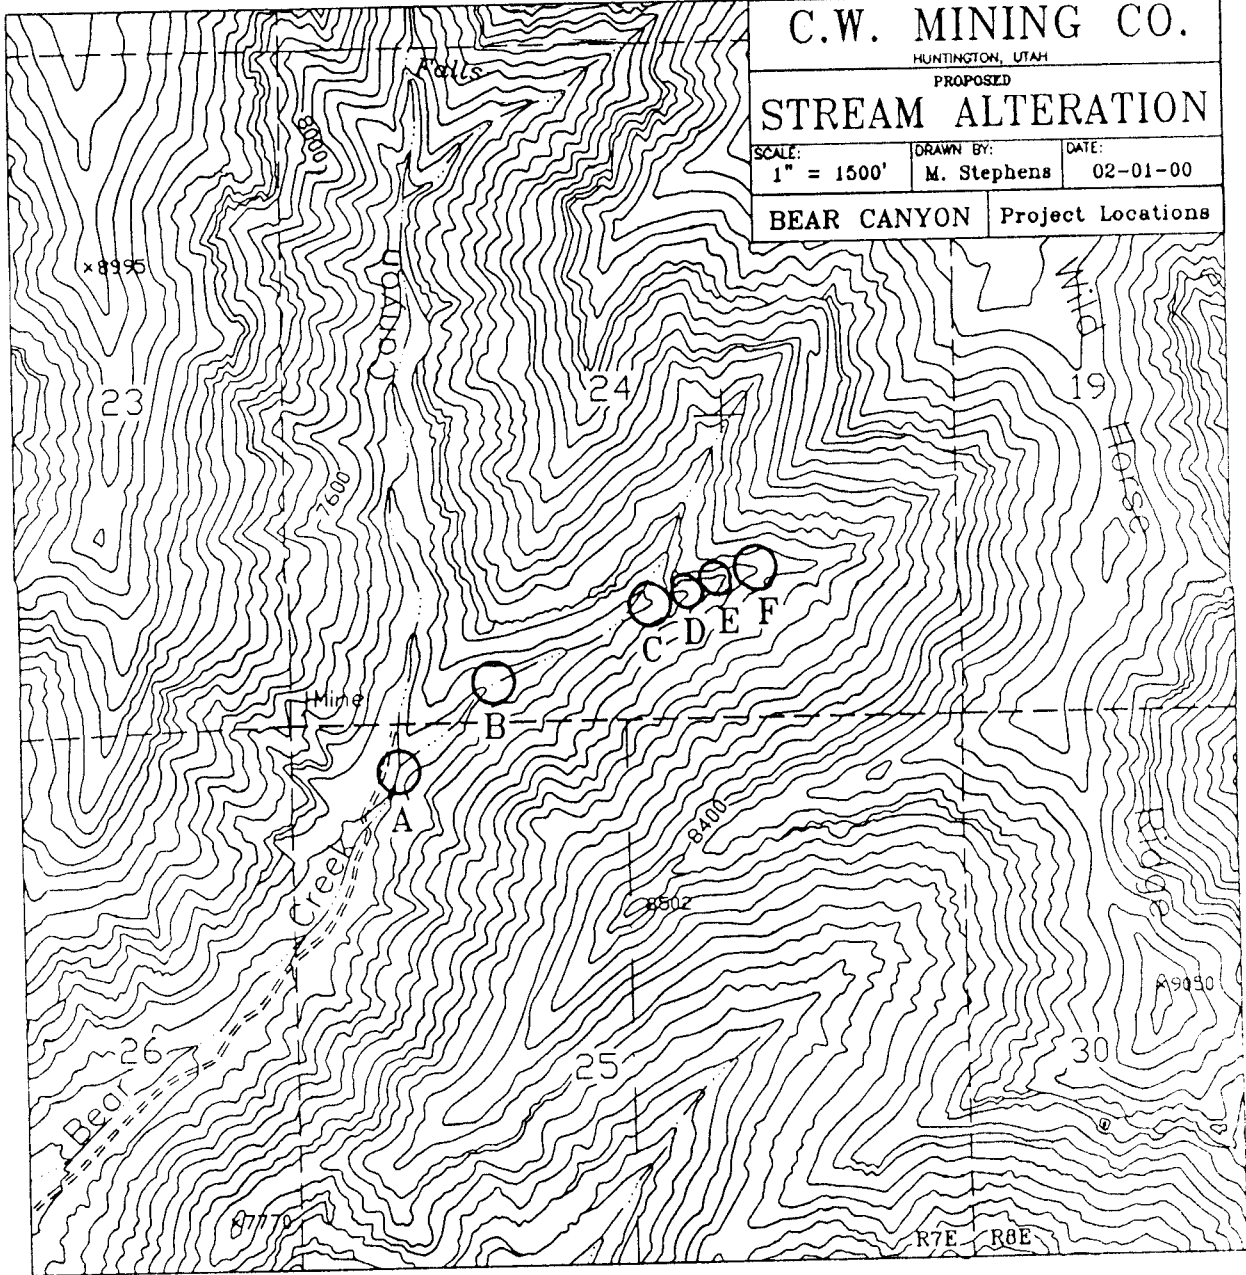 C.W. MINING CO.
HUNTINGTON, UTAH
PROPOSED
STREAM ALTERATION
SCALE:
1" = 1500'
DRAWN BY:
M. Stephens
DATE:
02-01-00
BEAR CANYON
Project Locations
Falls
8000
×8995
Canyon
Wild
Horse
Ridge
23
24
19
7600
C
D
E
F
Mine
B
A
8400
Creek
8502
×9050
26
25
30
Bear
×7770
R7E
R8E